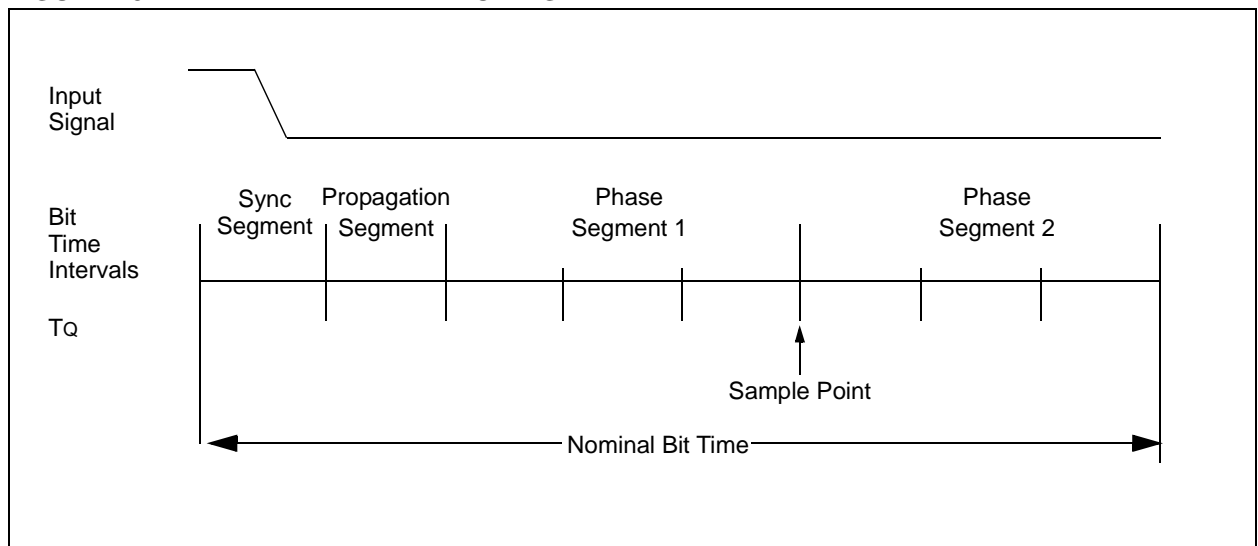 Input
Signal
Sync
Segment
Propagation
Segment
Phase
Segment 1
Phase
Segment 2
Bit
Time
Intervals
TQ
Sample Point
Nominal Bit Time